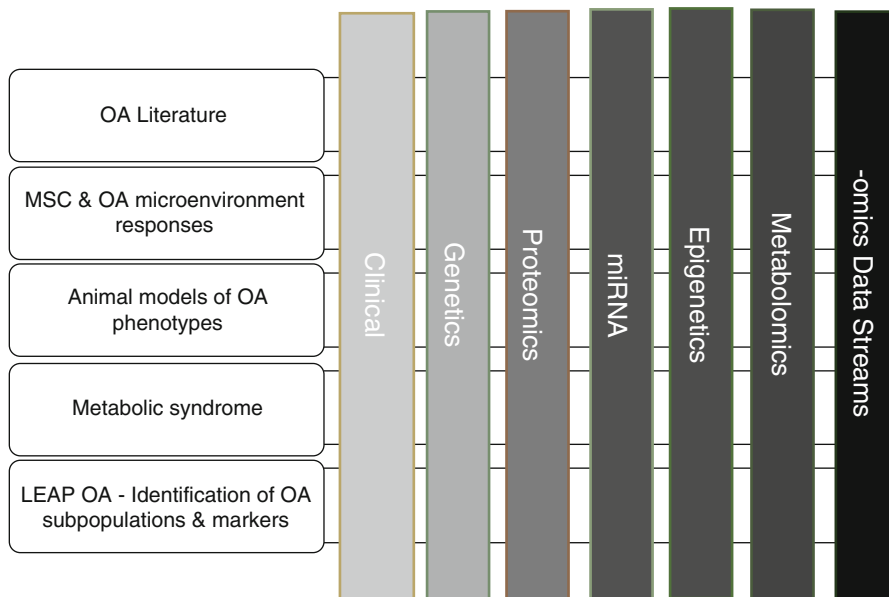 OA Literature
MSC & OA microenvironment
responses
Animal models of OA
phenotypes
Metabolic syndrome
LEAP OA - Identification of OA
subpopulations & markers
Clinical
Genetics
Proteomics
miRNA
Epigenetics
Metabolomics
-omics Data Streams